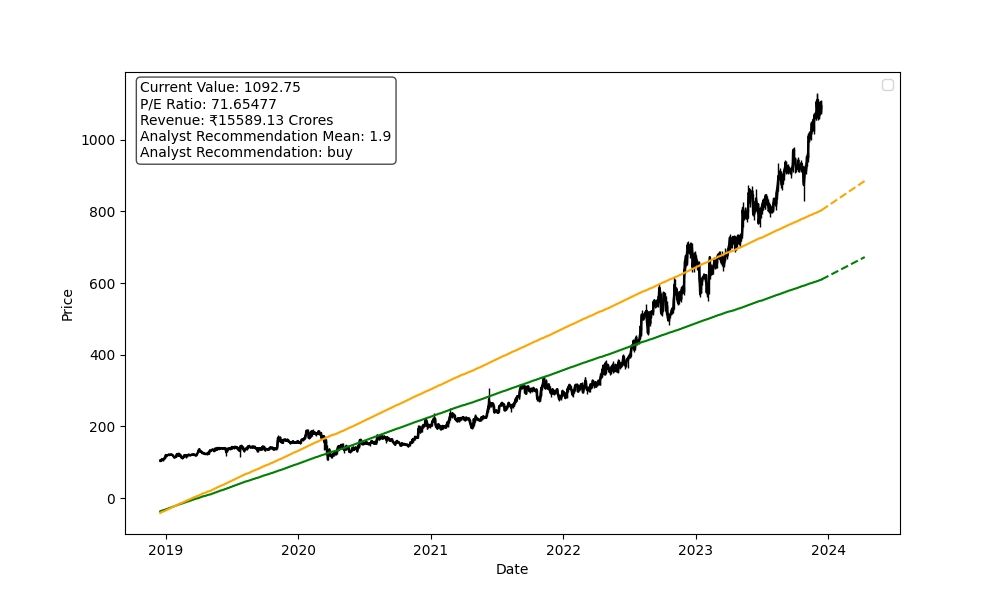 Current Value: 1092.75
P/E Ratio: 71.65477
Revenue: ₹15589.13 Crores
Analyst Recommendation Mean: 1.9
Analyst Recommendation: buy
1000
800
600
400
200
0
Price
2019 2020 2021 2022 2023 2024
Date